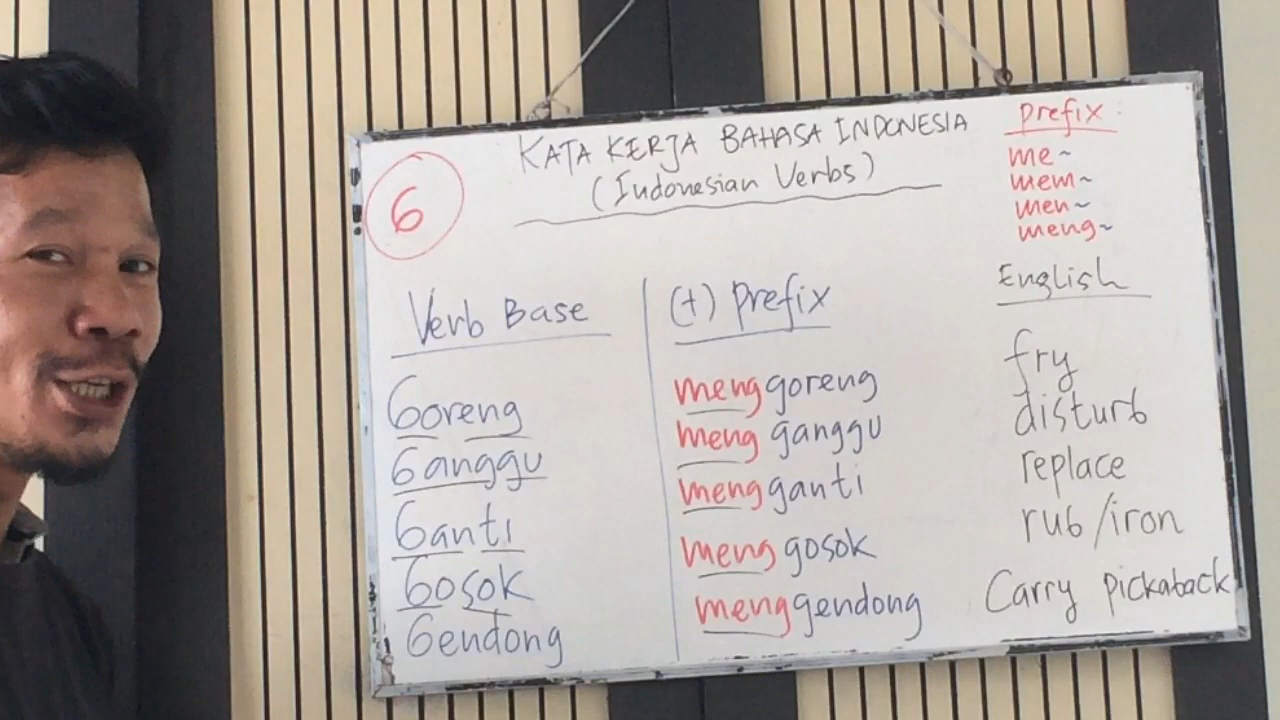 6
KATA KERJA BAHASA INDONESIA
(Indonesian Verbs)
prefix :
me~
mem~
men~
meng~
Verb Base
(+) prefix
English
Goreng
menggoreng
fry
Ganggu
mengganggu
disturb
Ganti
mengganti
replace
Gosok
menggosok
rub/iron
Gendong
menggendong
Carry pickaback